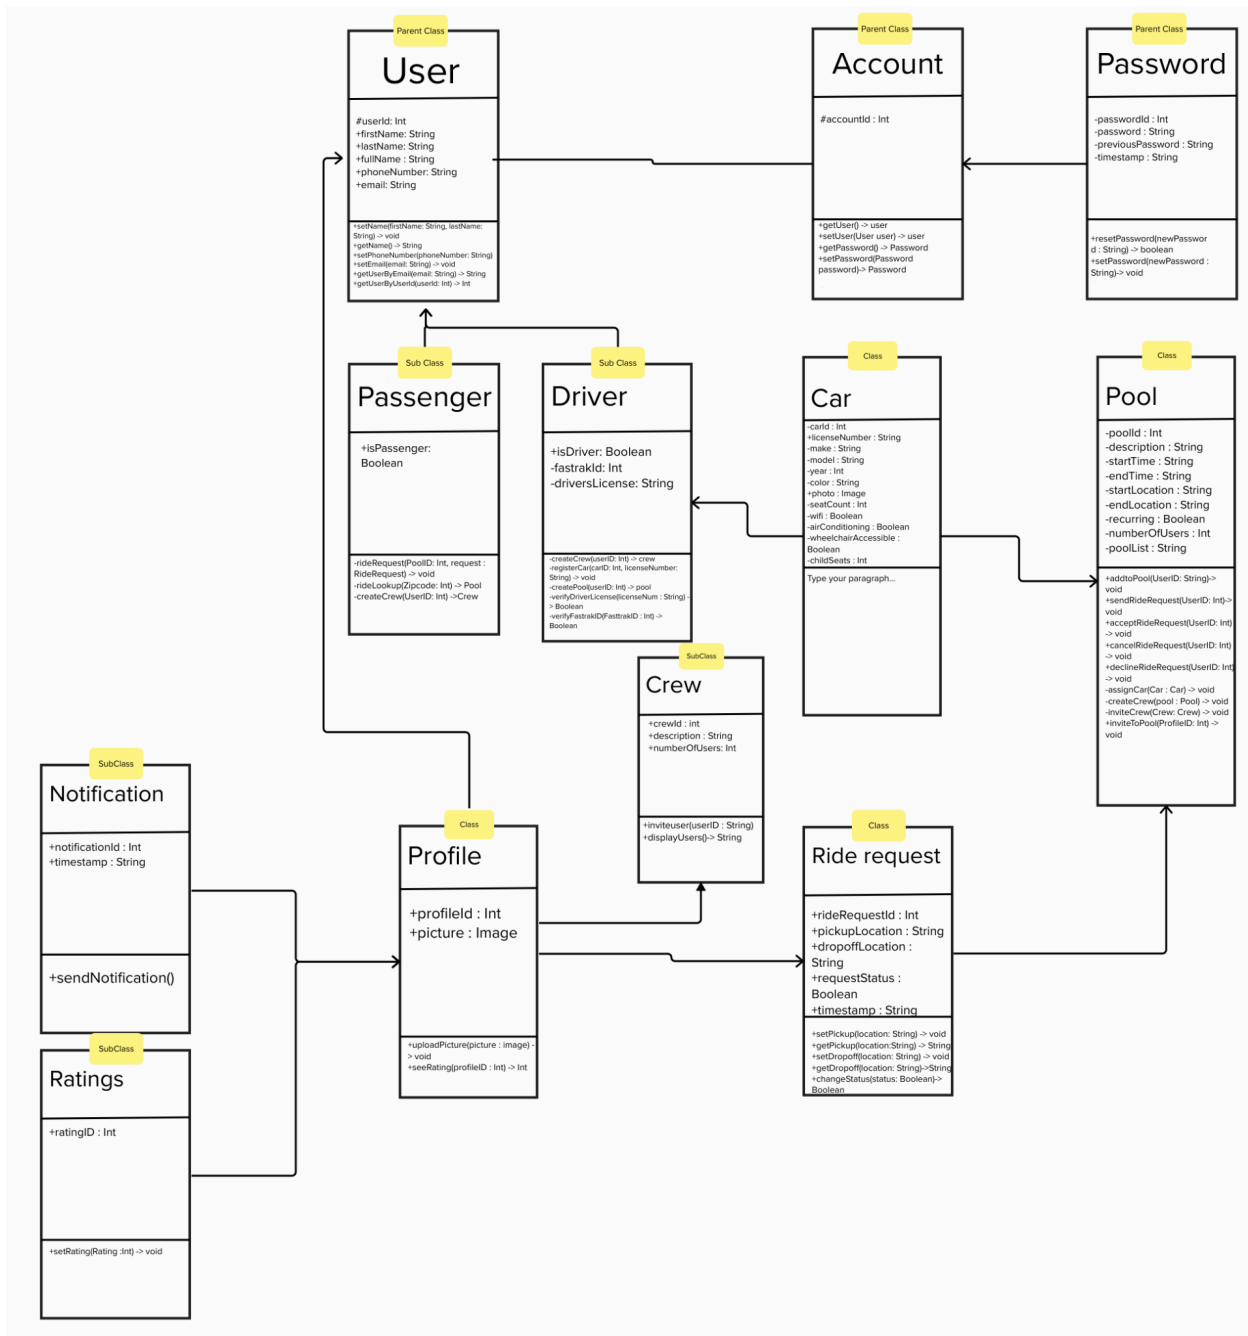 Parent Class
User
#userId: Int
+firstName: String
+lastName: String
+fullName : String
+phoneNumber: String
+email: String
+setName(firstName: String, lastName:
String) -> void
+getName() -> String
+setPhoneNumber(phoneNumber: String)
+setEmail(email: String) -> void
+getUserByEmail(email: String) -> String
+getUserByUserId(userId: Int) -> Int
Parent Class
Account
#accountId : Int
+getUser() -> user
+setUser(User user) -> user
+getPassword() -> Password
+setPassword(Password
password)-> Password
Parent Class
Password
-passwordId : Int
-password : String
-previousPassword : String
-timestamp : String
+resetPassword(newPasswor
d : String) -> boolean
+setPassword(newPassword :
String)-> void
Sub Class
Passenger
+isPassenger:
Boolean
-rideRequest(PoolID: Int, request :
RideRequest) -> void
-rideLookup(Zipcode: Int) -> Pool
-createCrew(UserID: Int) ->Crew
Sub Class
Driver
+isDriver: Boolean
-fastrakId: Int
-driversLicense: String
-createCrew(userID: Int) -> crew
-registerCar(carID: Int, licenseNumber:
String) -> void
-createPool(userID: Int) -> pool
-verifyDriverLicense(licenseNum : String) -
> Boolean
-verifyFastrakID(FasttrakID : Int) ->
Boolean
Class
Car
-carId : Int
+licenseNumber : String
-make : String
-model : String
-year : Int
-color : String
+photo : Image
-seatCount : Int
-wifi : Boolean
-airConditioning : Boolean
-wheelchairAccessible :
Boolean
-childSeats : Int
Type your paragraph...
Class
Pool
-poolId : Int
-description : String
-startTime : String
-endTime : String
-startLocation : String
-endLocation : String
-recurring : Boolean
-numberOfUsers : Int
-poolList : String
+addtoPool(UserID: String)->
void
+sendRideRequest(UserID: Int)->
void
+acceptRideRequest(UserID: Int)
-> void
+cancelRideRequest(UserID: Int)
-> void
+declineRideRequest(UserID: Int)
-> void
-assignCar(Car : Car) -> void
-createCrew(pool : Pool) -> void
-inviteCrew(Crew: Crew) -> void
+inviteToPool(ProfileID: Int) ->
void
SubClass
Crew
+crewId : int
+description : String
+numberOfUsers: Int
+inviteuser(userID : String)
+displayUsers()-> String
SubClass
Notification
+notificationId : Int
+timestamp : String
+sendNotification()
Class
Profile
+profileId : Int
+picture : Image
+uploadPicture(picture : image) -
> void
+seeRating(profileID : Int) -> Int
Class
Ride request
+rideRequestId : Int
+pickupLocation : String
+dropoffLocation :
String
+requestStatus :
Boolean
+timestamp : String
+setPickup(location: String) -> void
+getPickup(location:String) -> String
+setDropoff(location: String) -> void
+getDropoff(location: String)->String
+changeStatus(status: Boolean)->
Boolean
SubClass
Ratings
+ratingID : Int
+setRating(Rating :Int) -> void